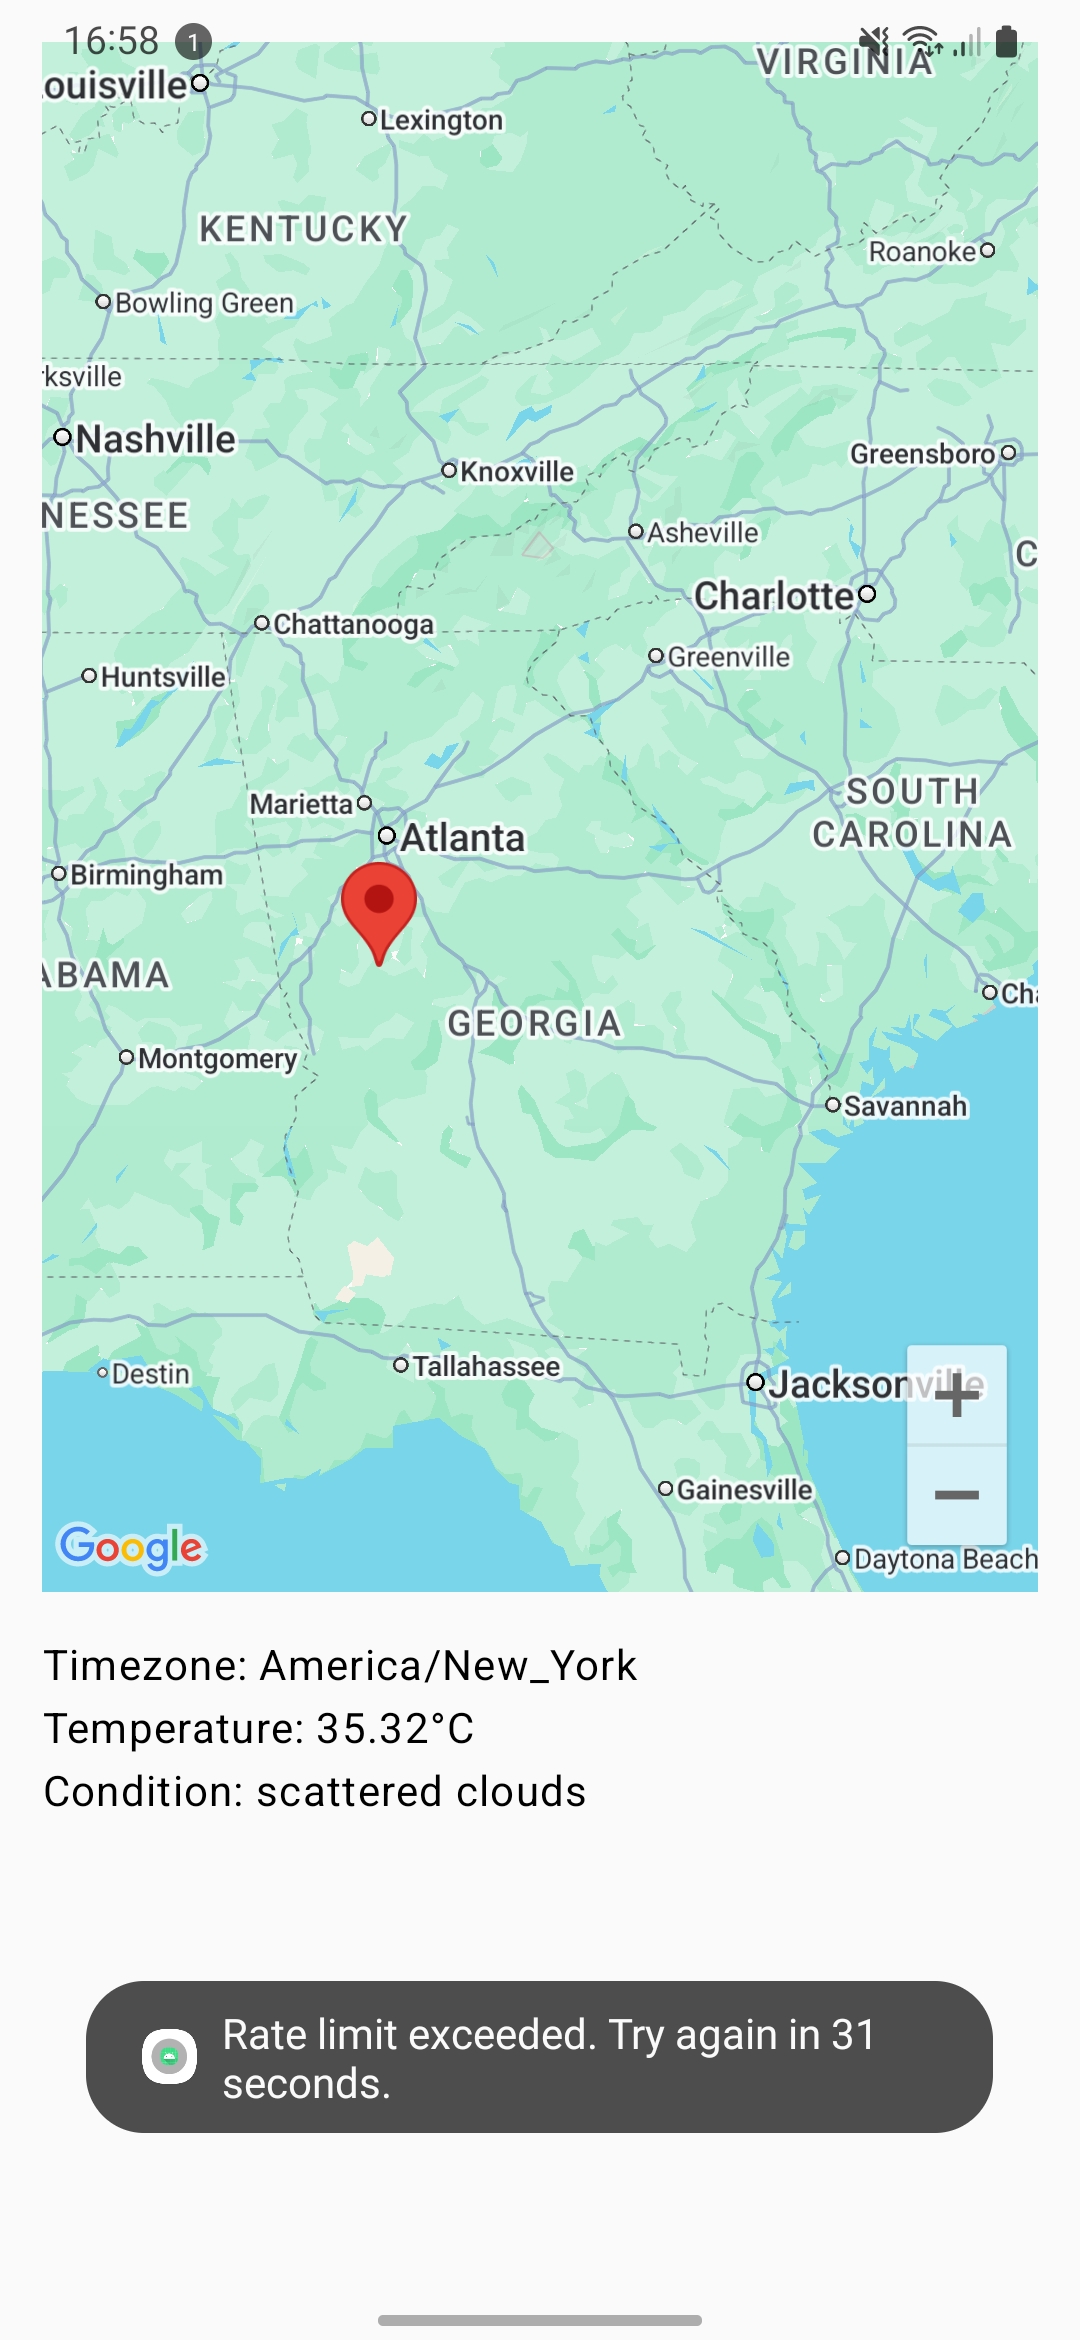 16:58 1
VIRGINIA
ouisville
Lexington
KENTUCKY
Roanoke
Bowling Green
ksville
Nashville
Greensboro
Knoxville
NESSEE
Asheville
C
Charlotte
Chattanooga
Greenville
Huntsville
SOUTH
CAROLINA
Marietta
Atlanta
Birmingham
ABAMA
Cha
GEORGIA
Montgomery
Savannah
Tallahassee
Destin
Jacksonville
+
−
Gainesville
Google
Daytona Beach
Timezone: America/New_York
Temperature: 35.32°C
Condition: scattered clouds
Rate limit exceeded. Try again in 31
seconds.